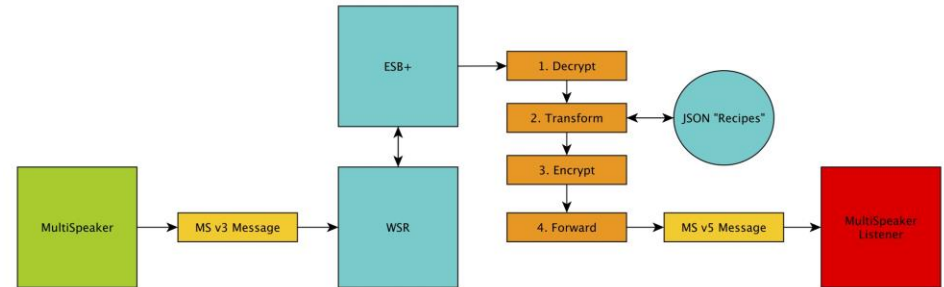 ESB+
1. Decrypt
2. Transform
JSON "Recipes"
3. Encrypt
MultiSpeaker
MS v3 Message
WSR
4. Forward
MS v5 Message
MultiSpeaker
Listener